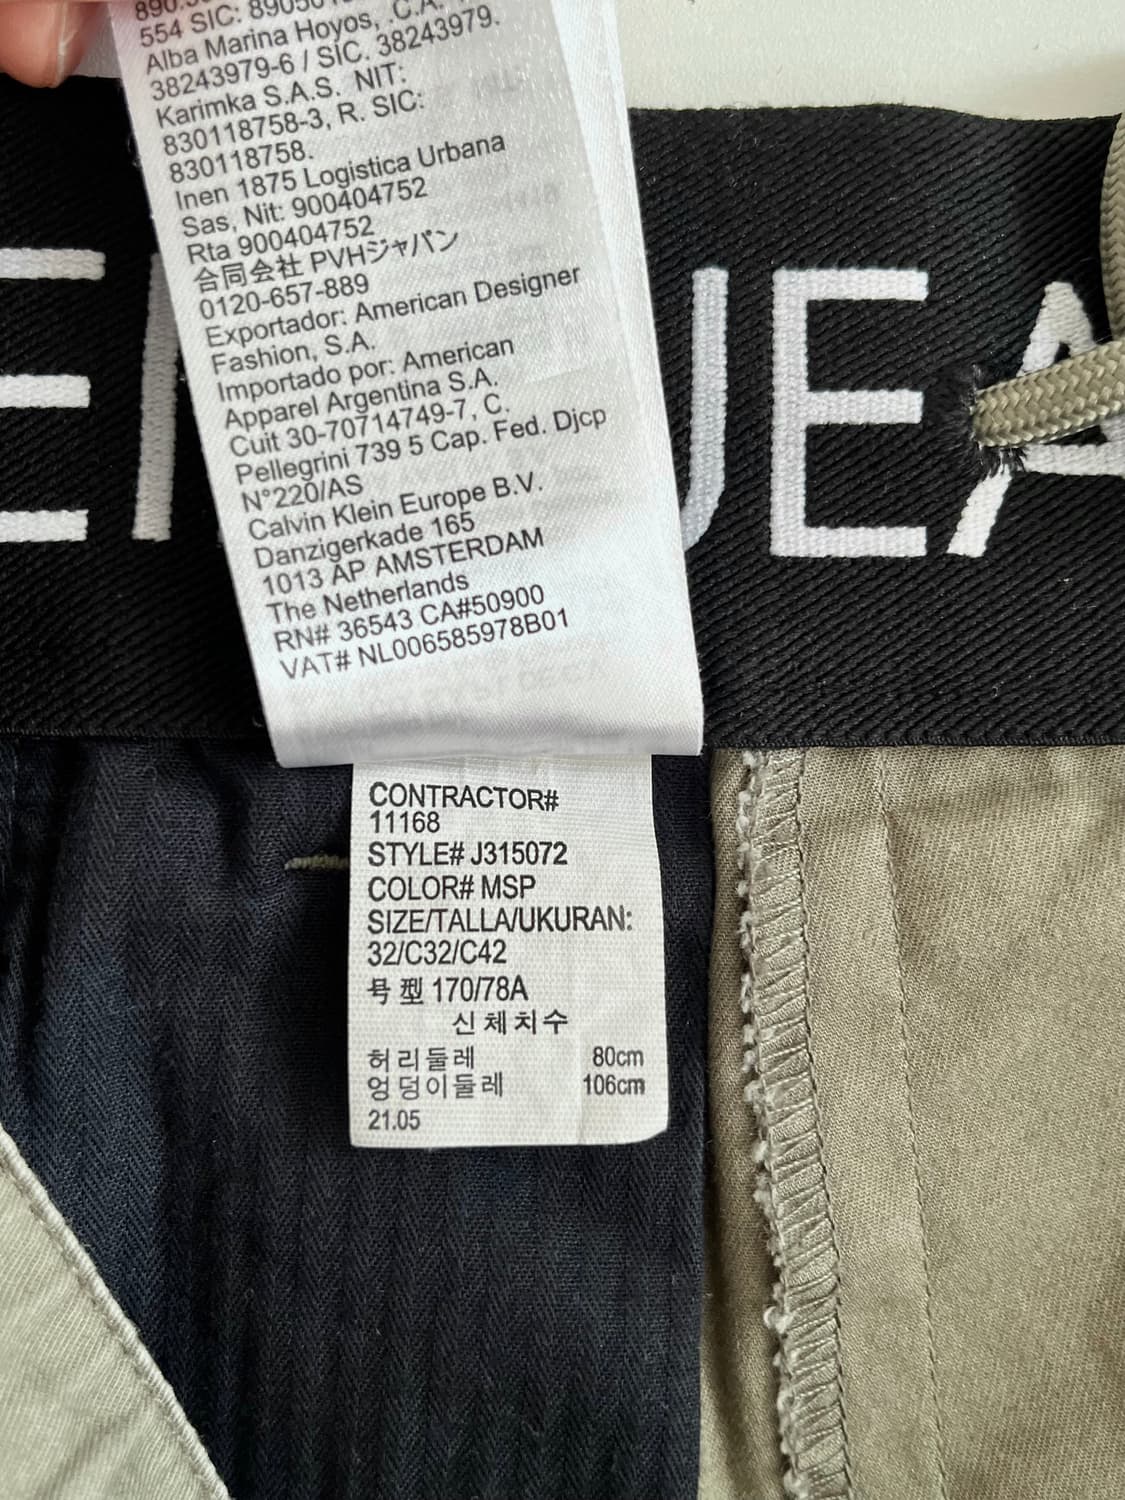 554 SIC:
Alba Marina Hoyos, .C.A.
38243979-6 / SIC. 38243979.
Karimka S.A.S. NIT:
830118758-3, R. SIC:
830118758.
Inen 1875 Logistica Urbana
Sas, Nit: 900404752
Rta 900404752
合同会社 PVHジャパン
0120-657-889
Exportador: American Designer
Fashion, S.A.
Importado por: American
Apparel Argentina S.A.
Cuit 30-70714749-7, C.
Pellegrini 739 5 Cap. Fed. Djcp
N°220/AS
Calvin Klein Europe B.V.
Danzigerkade 165
1013 AP AMSTERDAM
The Netherlands
RN# 36543 CA#50900
VAT# NL006585978B01
JEA
CONTRACTOR#
11168
STYLE# J315072
COLOR# MSP
SIZE/TALLA/UKURAN:
32/C32/C42
号型 170/78A
신체치수
허리둘레 80cm
엉덩이둘레 106cm
21.05